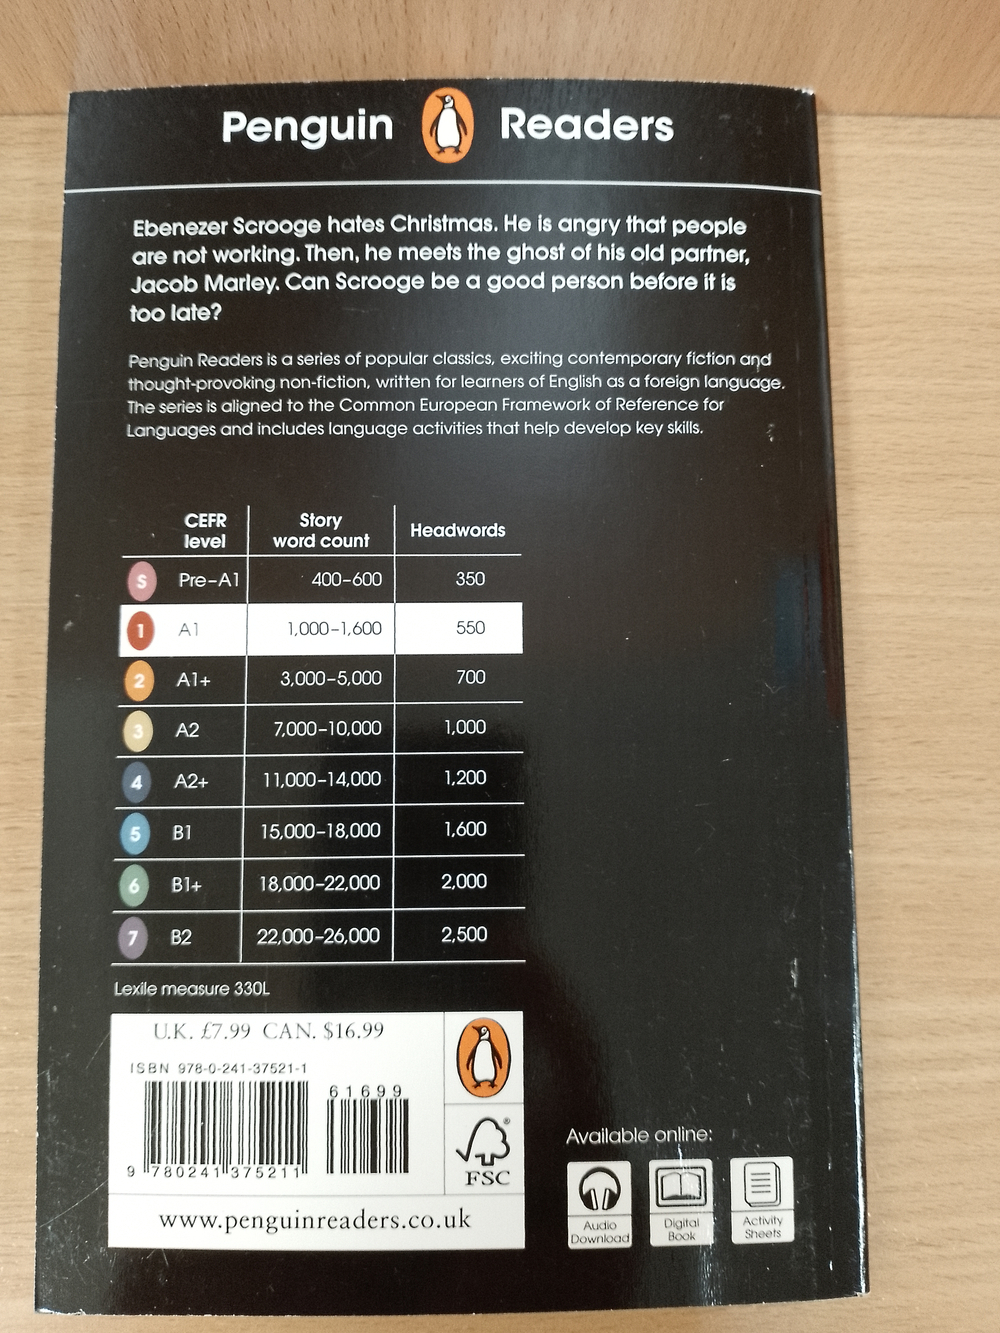 Penguin Readers
Ebenezer Scrooge hates Christmas. He is angry that people
are not working. Then, he meets the ghost of his old partner,
Jacob Marley. Can Scrooge be a good person before it is
too late?
Penguin Readers is a series of popular classics, exciting contemporary fiction and
thought-provoking non-fiction, written for learners of English as a foreign language.
The series is aligned to the Common European Framework of Reference for
Languages and includes language activities that help develop key skills.
CEFR level Story word count Headwords
S Pre-A1 400-600 350
1 A1 1,000-1,600 550
2 A1+ 3,000-5,000 700
3 A2 7,000-10,000 1,000
4 A2+ 11,000-14,000 1,200
5 B1 15,000-18,000 1,600
6 B1+ 18,000-22,000 2,000
7 B2 22,000-26,000 2,500
Lexile measure 330L
U.K. £7.99 CAN. $16.99
ISBN 978-0-241-37521-1
61699
9 780241 375211
® FSC
www.penguinreaders.co.uk
Available online:
Audio Download
Digital Book
Activity Sheets